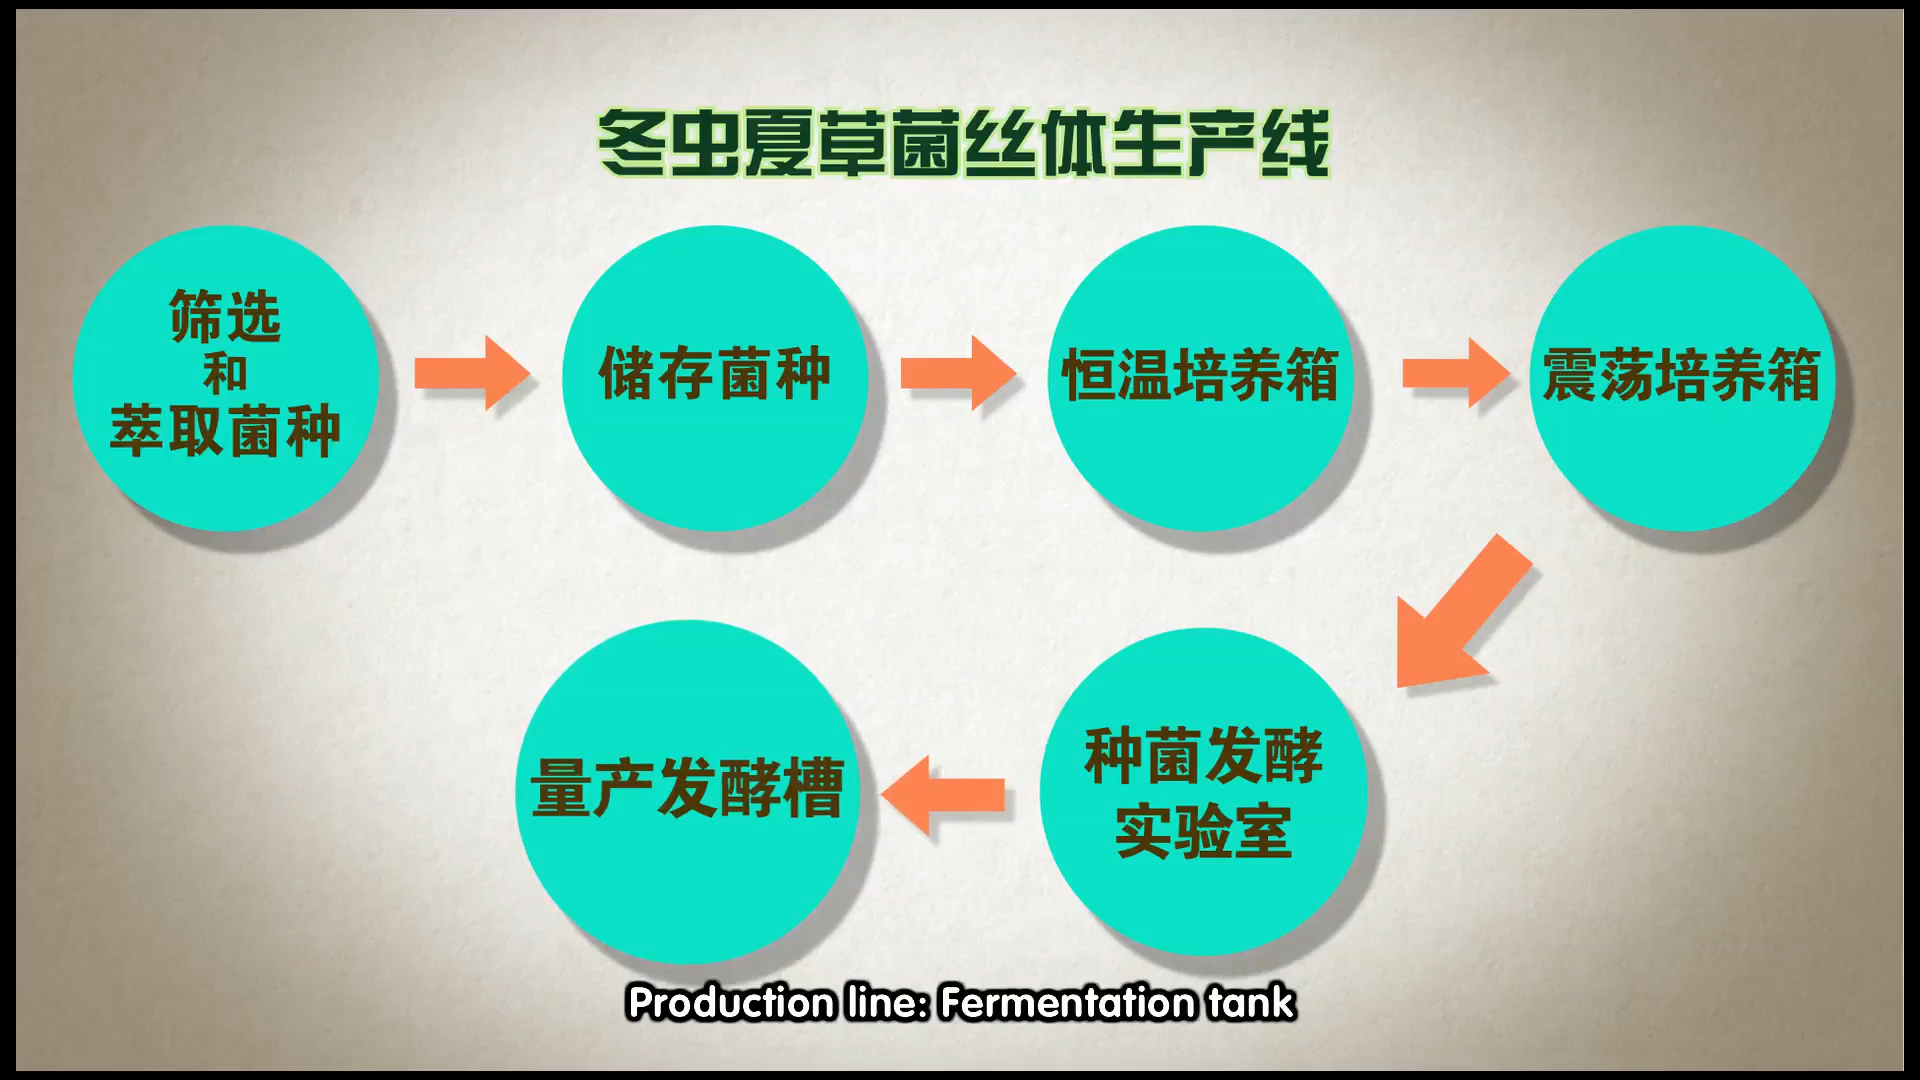 冬虫夏草菌丝体生产线
筛选
和
萃取菌种
储存菌种
恒温培养箱
震荡培养箱
种菌发酵
实验室
量产发酵槽
Production line: Fermentation tank